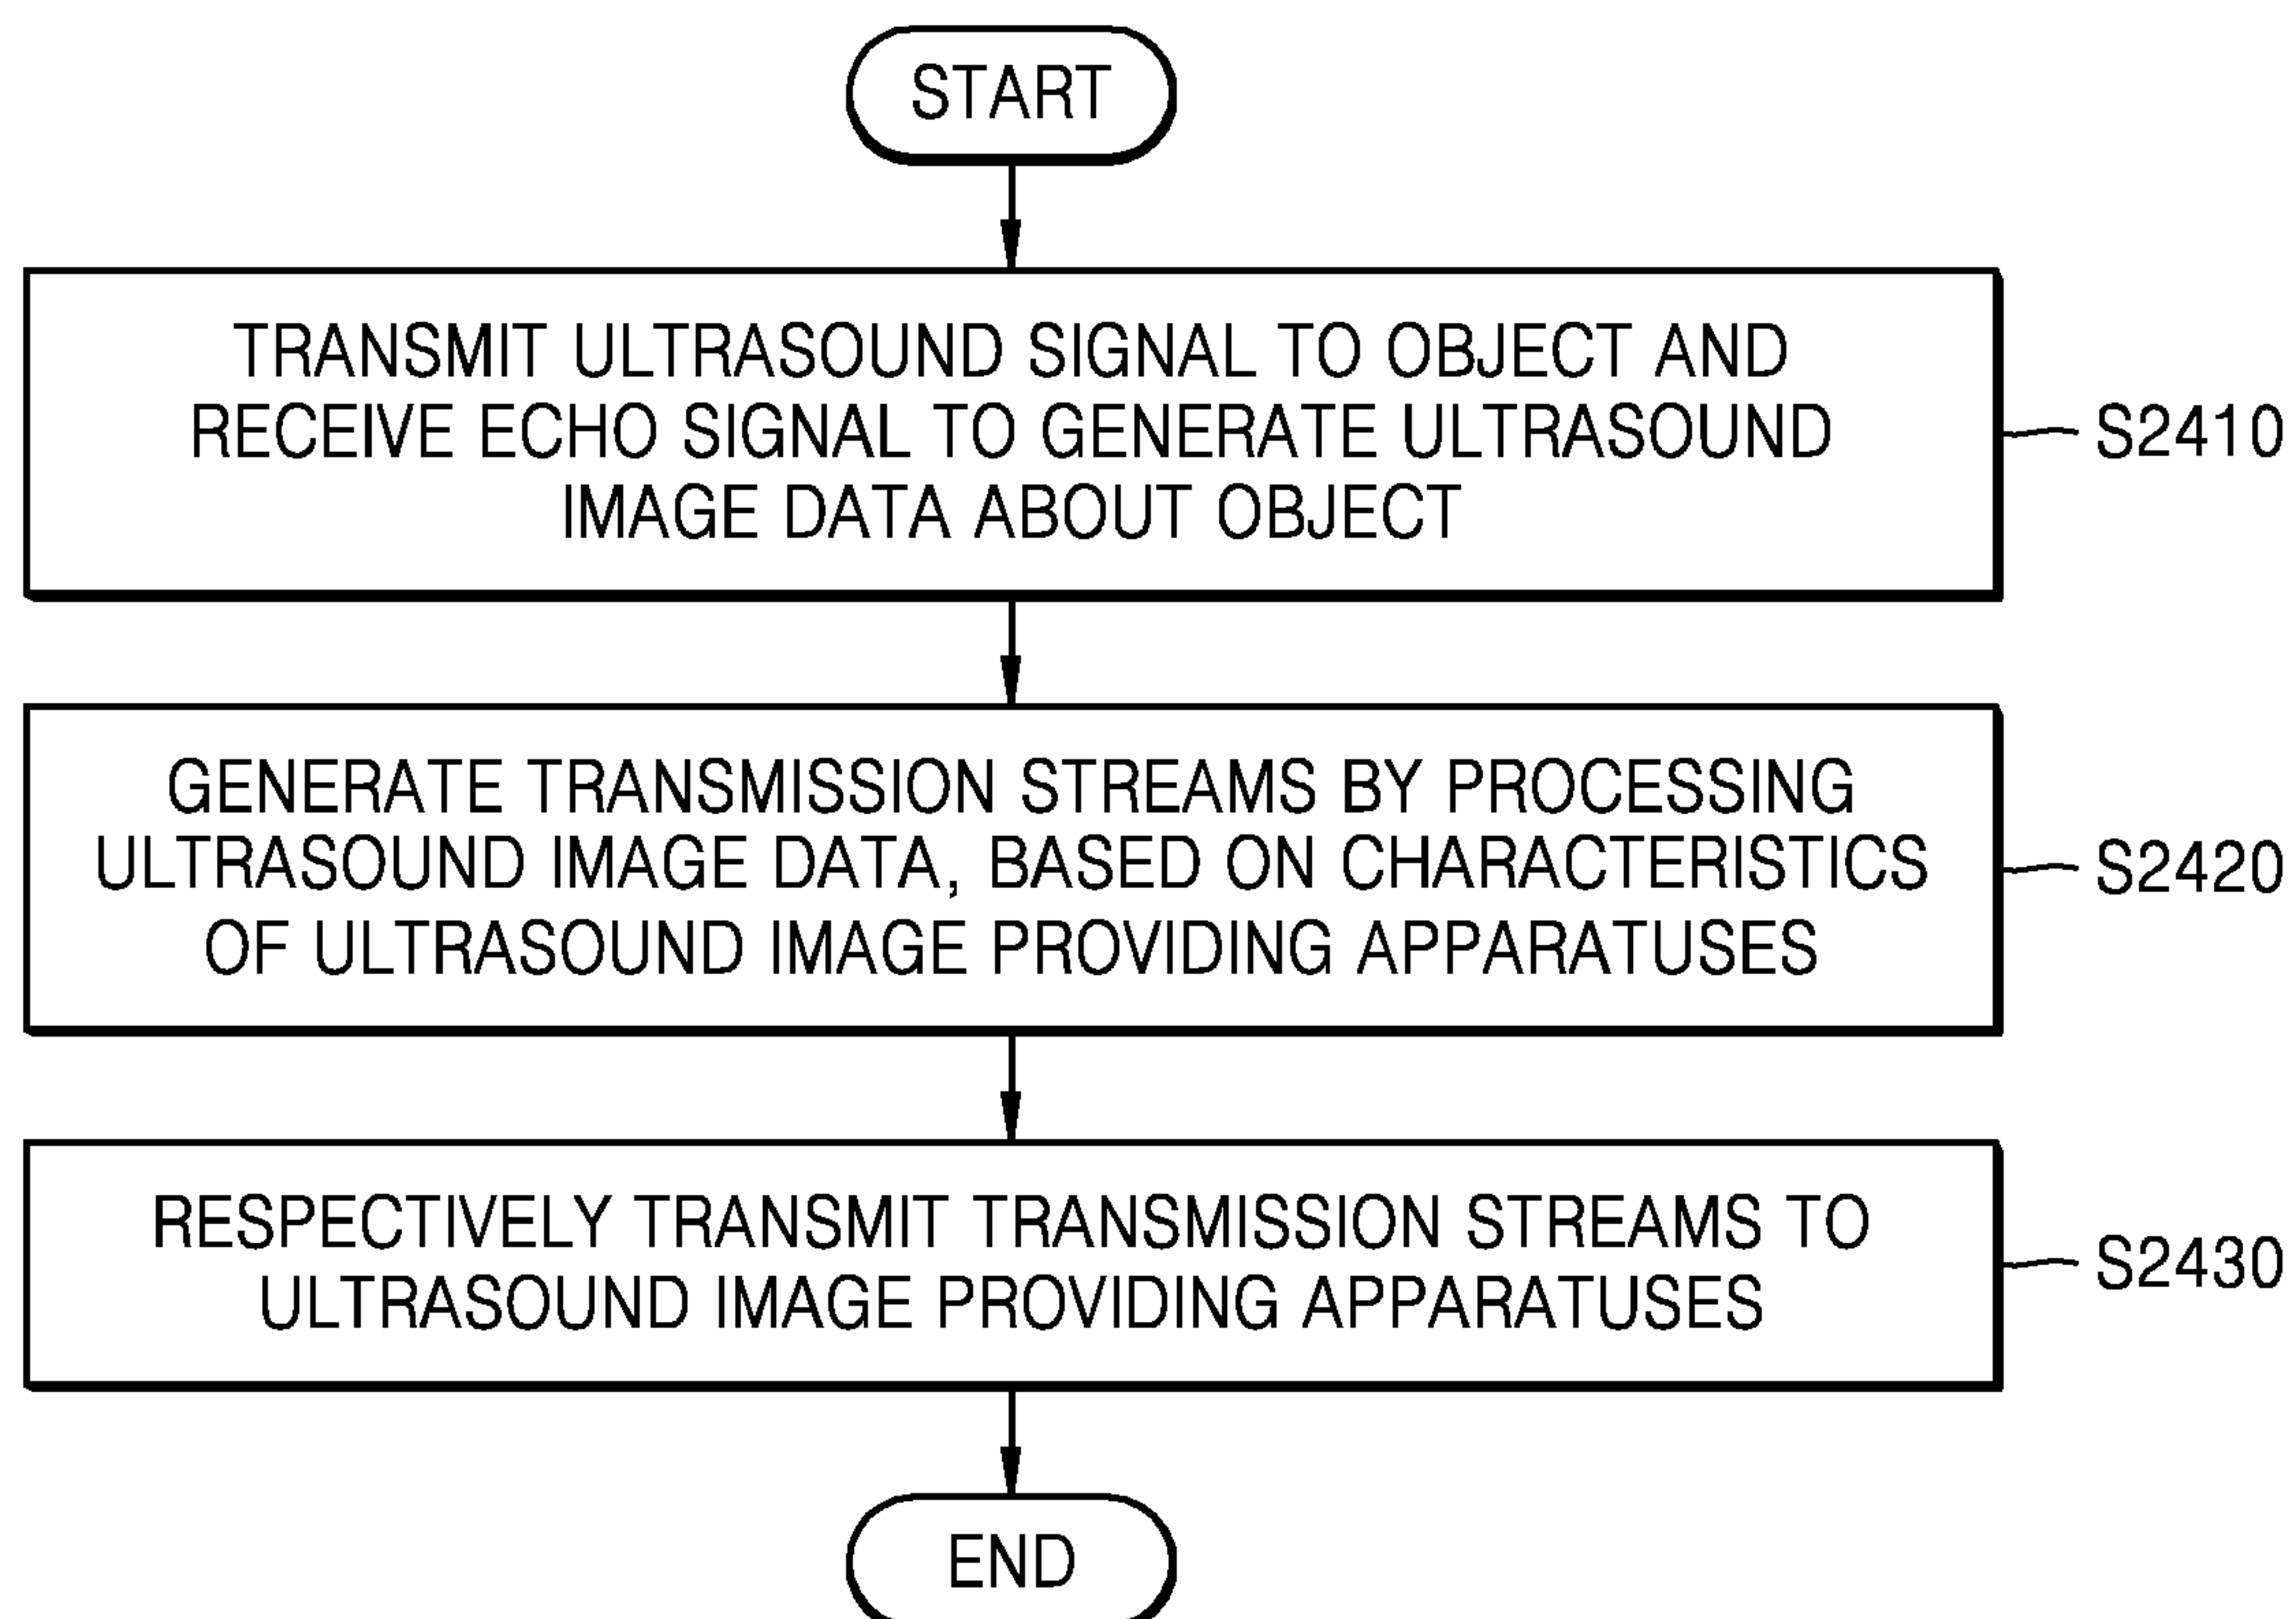 START
TRANSMIT ULTRASOUND SIGNAL TO OBJECT AND
RECEIVE ECHO SIGNAL TO GENERATE ULTRASOUND
IMAGE DATA ABOUT OBJECT
S2410
GENERATE TRANSMISSION STREAMS BY PROCESSING
ULTRASOUND IMAGE DATA, BASED ON CHARACTERISTICS
OF ULTRASOUND IMAGE PROVIDING APPARATUSES
S2420
RESPECTIVELY TRANSMIT TRANSMISSION STREAMS TO
ULTRASOUND IMAGE PROVIDING APPARATUSES
S2430
END